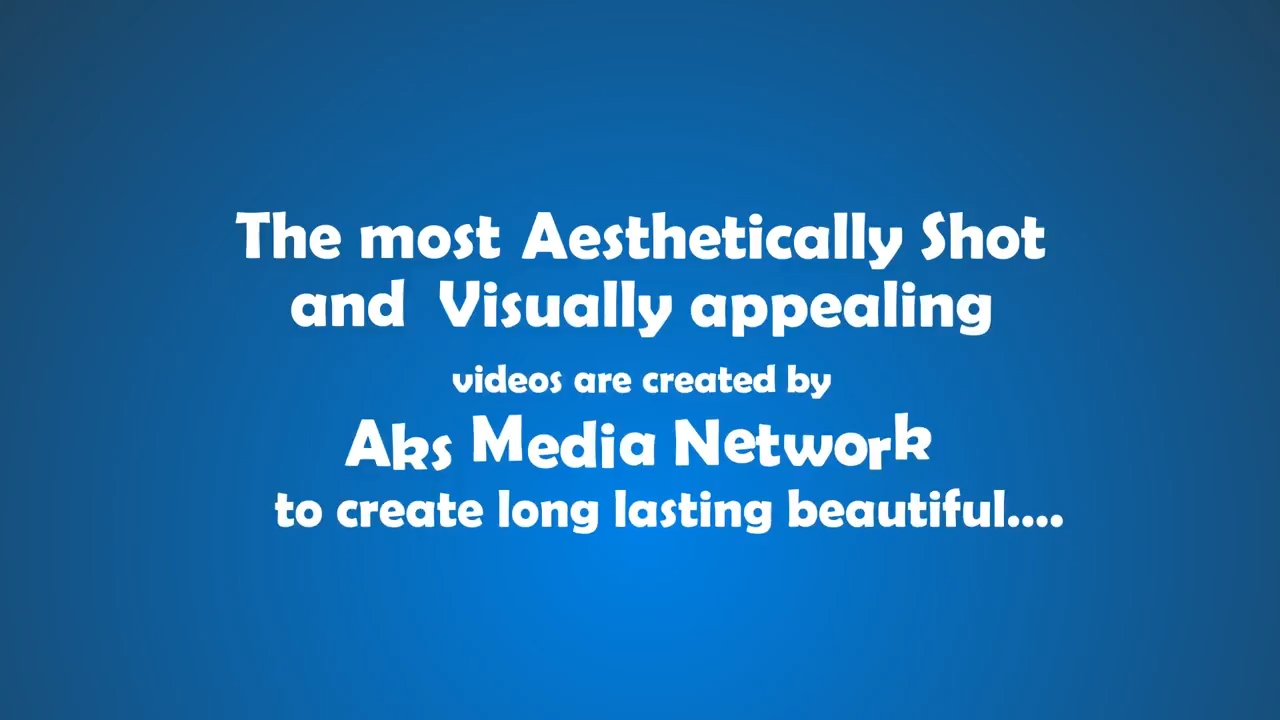 The most Aesthetically Shot
and Visually appealing
videos are created by
Aks Media Network
to create long lasting beautiful....